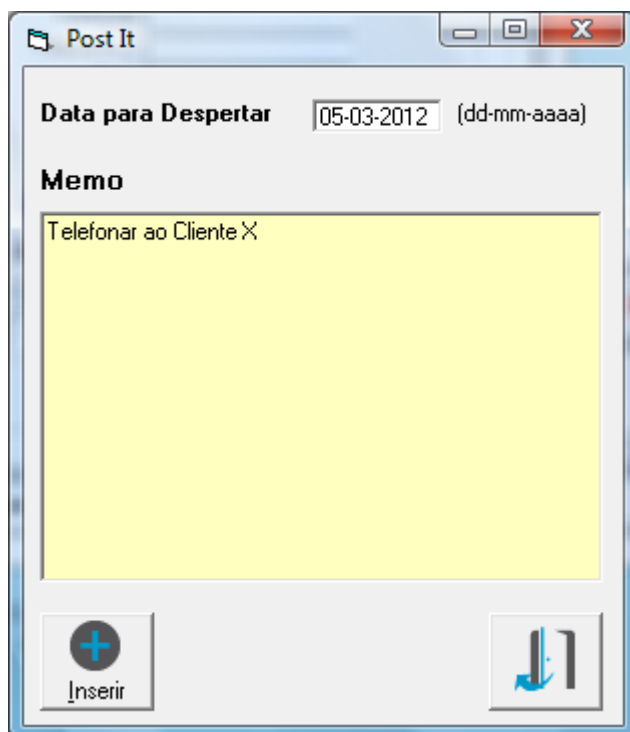 Post It
Data para Despertar 05-03-2012 (dd-mm-aaaa)
Memo
Telefonar ao Cliente X
Inserir